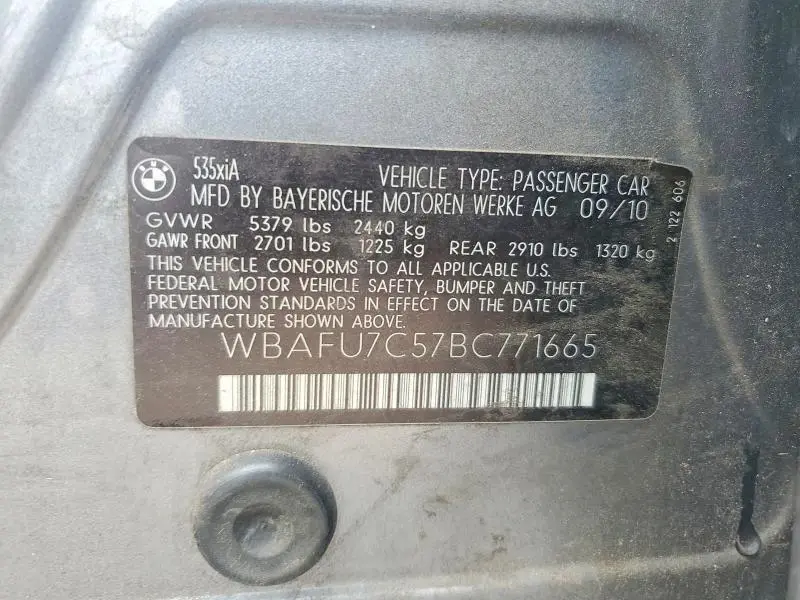 BMW
535xiA
VEHICLE TYPE: PASSENGER CAR
MFD BY BAYERISCHE MOTOREN WERKE AG 09/10
GVWR 5379 lbs 2440 kg
GAWR FRONT 2701 lbs 1225 kg REAR 2910 lbs 1320 kg
THIS VEHICLE CONFORMS TO ALL APPLICABLE U.S.
FEDERAL MOTOR VEHICLE SAFETY, BUMPER AND THEFT
PREVENTION STANDARDS IN EFFECT ON THE DATE OF
MANUFACTURE SHOWN ABOVE.
WBAFU7C57BC771665
2 122 606